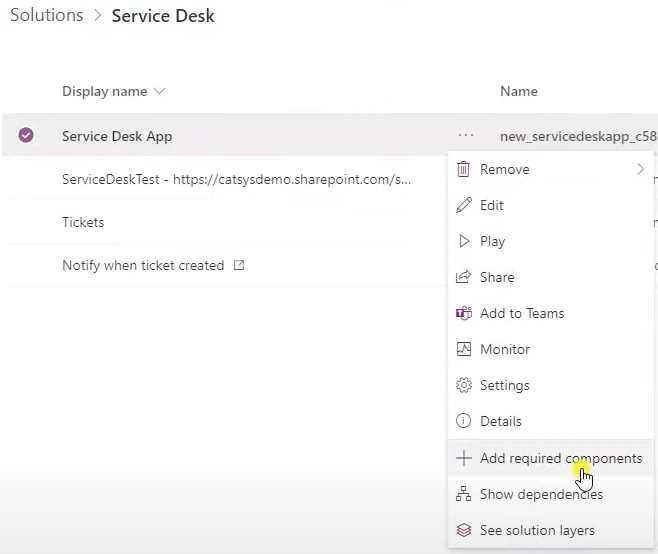 Solutions > Service Desk
Display name
Name
Service Desk App
··· new_servicedeskapp_c58
ServiceDeskTest - https://catsysdemo.sharepoint.com/s...
Tickets
Notify when ticket created
Remove
Edit
Play
Share
Add to Teams
Monitor
Settings
Details
Add required components
Show dependencies
See solution layers